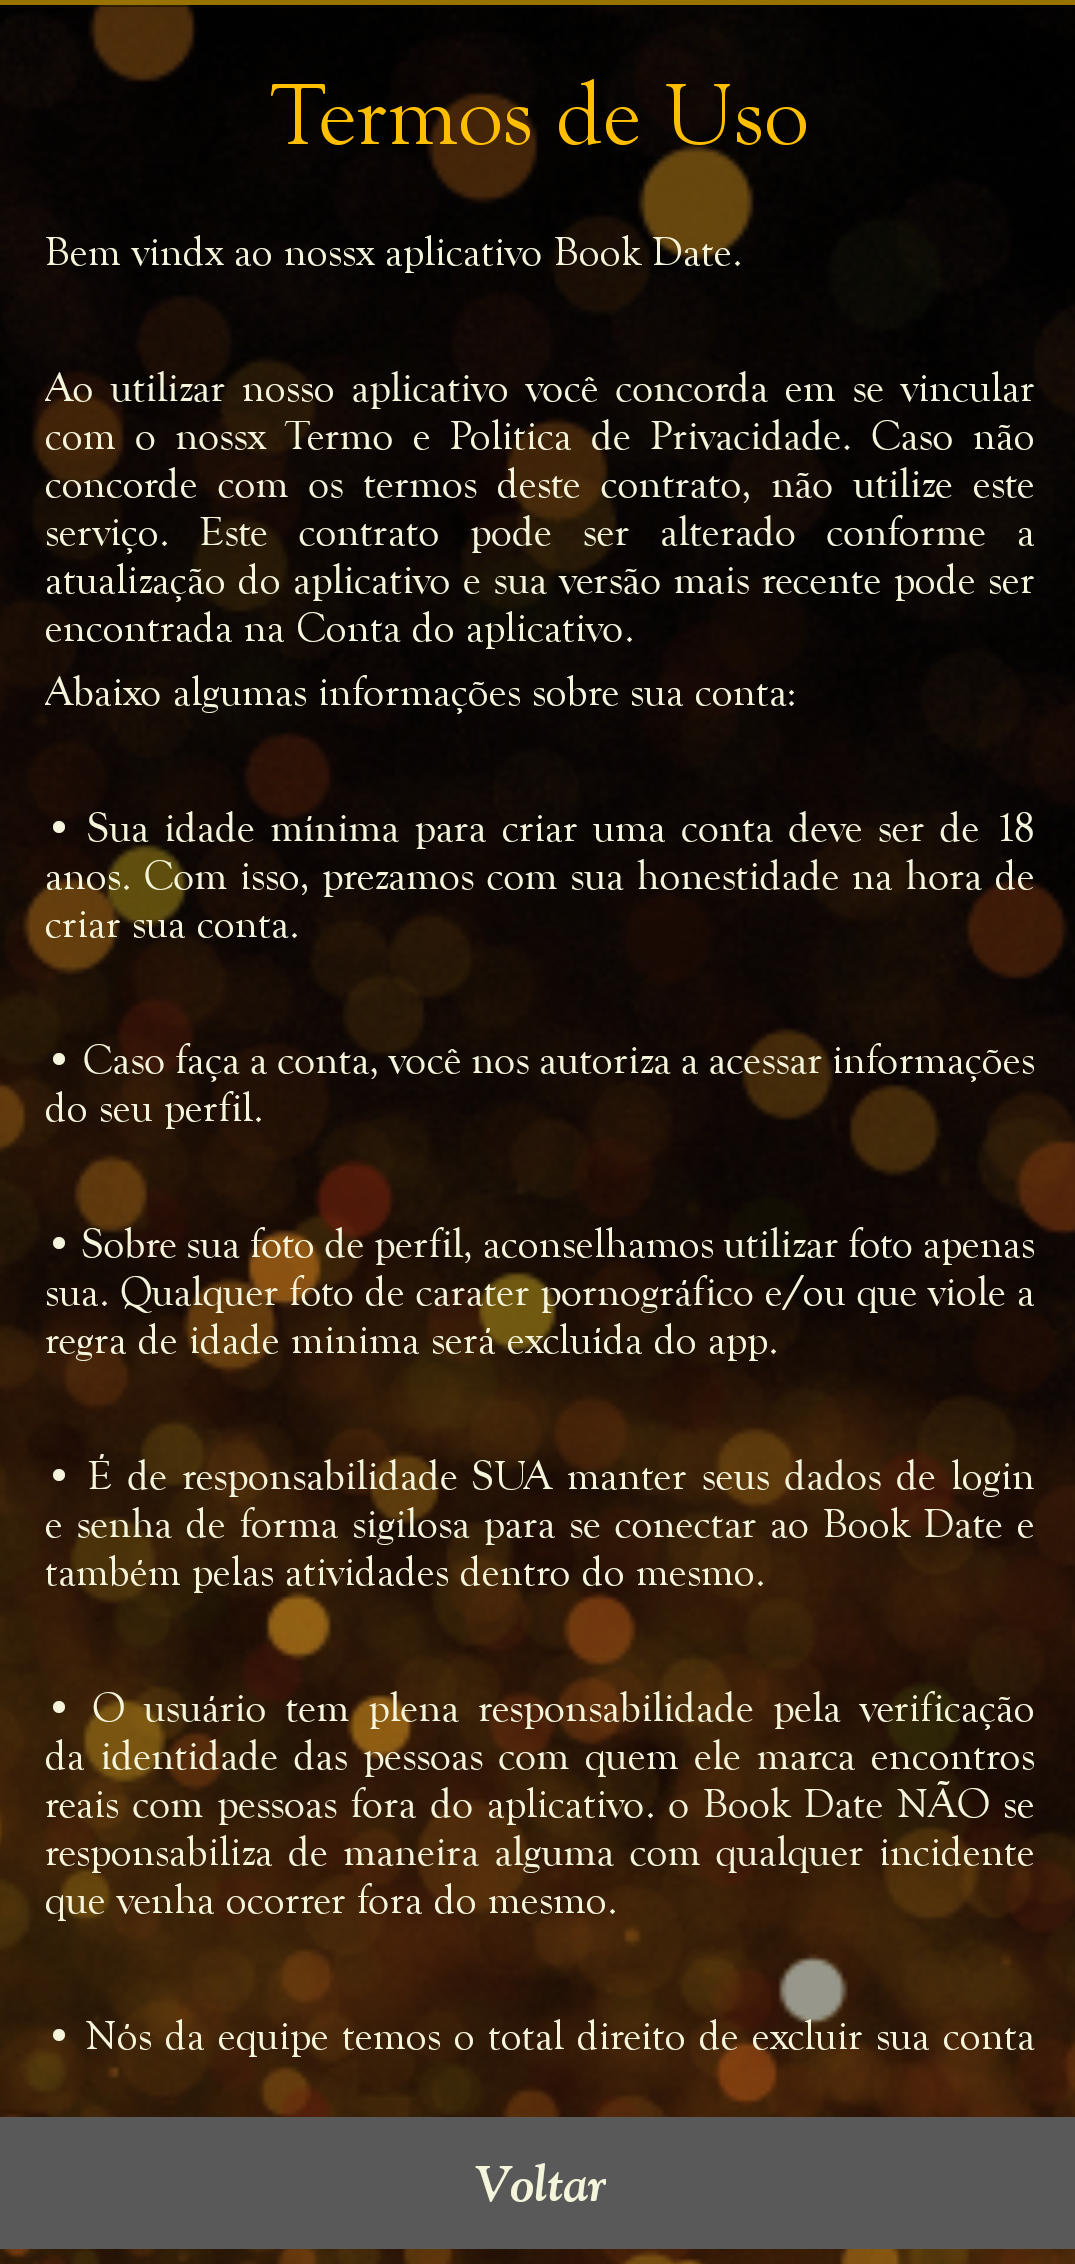 Termos de Uso
Bem vindx ao nossx aplicativo Book Date.
Ao utilizar nosso aplicativo você concorda em se vincular
com o nossx Termo e Politica de Privacidade. Caso não
concorde com os termos deste contrato, não utilize este
serviço. Este contrato pode ser alterado conforme a
atualização do aplicativo e sua versão mais recente pode ser
encontrada na Conta do aplicativo.
Abaixo algumas informações sobre sua conta:
• Sua idade mínima para criar uma conta deve ser de 18
anos. Com isso, prezamos com sua honestidade na hora de
criar sua conta.
• Caso faça a conta, você nos autoriza a acessar informações
do seu perfil.
• Sobre sua foto de perfil, aconselhamos utilizar foto apenas
sua. Qualquer foto de carater pornográfico e/ou que viole a
regra de idade minima será excluída do app.
• É de responsabilidade SUA manter seus dados de login
e senha de forma sigilosa para se conectar ao Book Date e
também pelas atividades dentro do mesmo.
• O usuário tem plena responsabilidade pela verificação
da identidade das pessoas com quem ele marca encontros
reais com pessoas fora do aplicativo. o Book Date NÃO se
responsabiliza de maneira alguma com qualquer incidente
que venha ocorrer fora do mesmo.
• Nós da equipe temos o total direito de excluir sua conta
Voltar